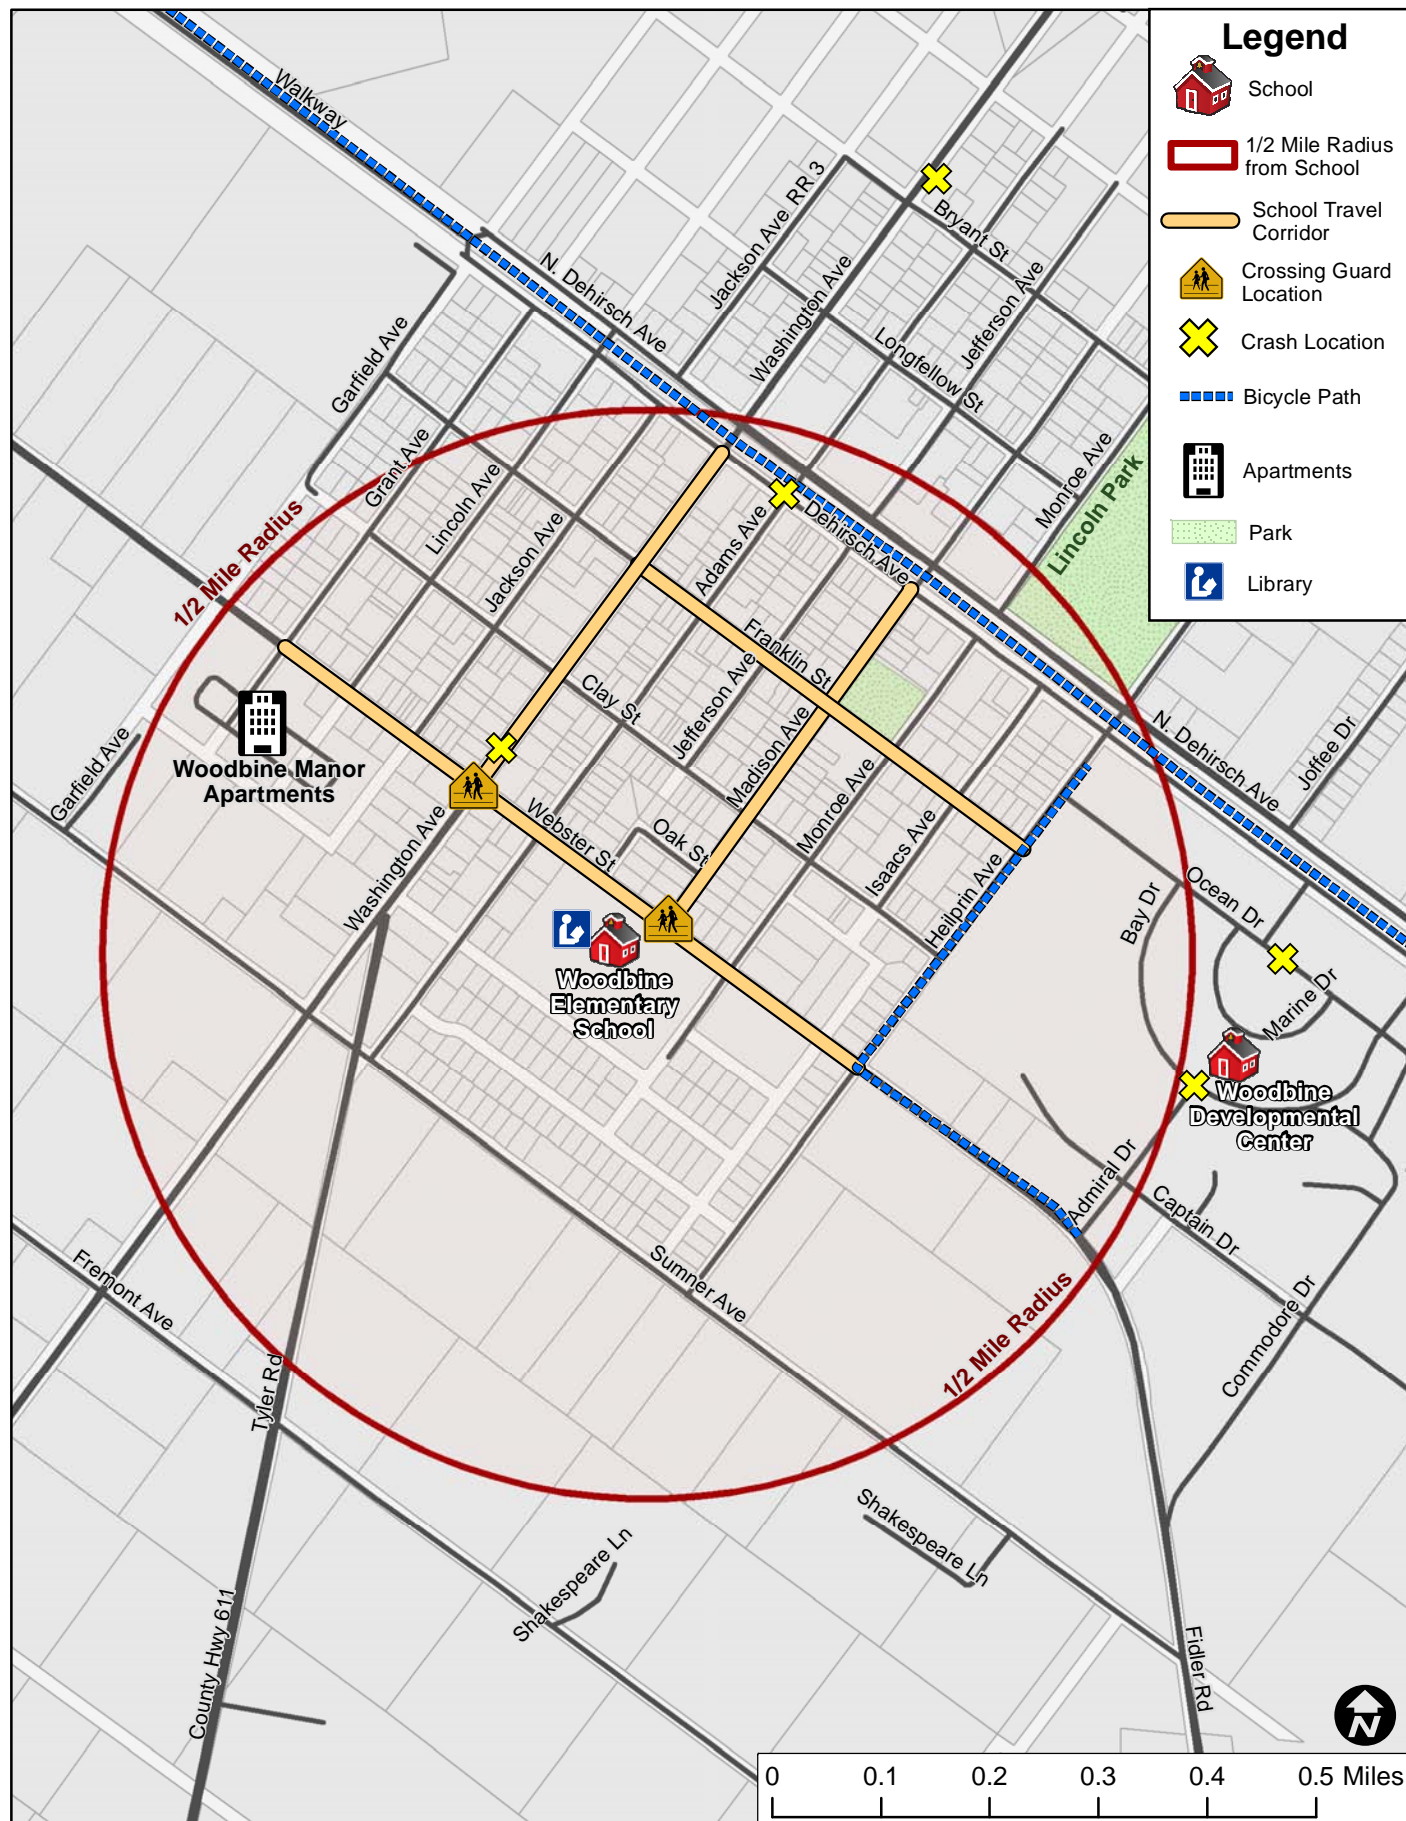 Legend
School
1/2 Mile Radius
from School
School Travel
Corridor
Crossing Guard
Location
Crash Location
Bicycle Path
Apartments
Park
Library
Walkway
N. Dehirsch Ave
Jackson Ave RR 3
Washington Ave
Bryant St
Jefferson Ave
Longfellow St
Monroe Ave
Lincoln Park
Garfield Ave
Grant Ave
Lincoln Ave
Jackson Ave
1/2 Mile Radius
Adams Ave
Dehirsch Ave
Franklin St
Clay St
Jefferson Ave
Madison Ave
Monroe Ave
Isaacs Ave
Heilprin Ave
N. Dehirsch Ave
Joffee Dr
Garfield Ave
Woodbine Manor
Apartments
Washington Ave
Webster St
Oak St
Woodbine
Elementary
School
Bay Dr
Ocean Dr
Marine Dr
Woodbine
Developmental
Center
Admiral Dr
Captain Dr
Commodore Dr
Sumner Ave
1/2 Mile Radius
Fremont Ave
Tyler Rd
Shakespeare Ln
Shakespeare Ln
County Hwy 611
Fidler Rd
N
0 0.1 0.2 0.3 0.4 0.5 Miles